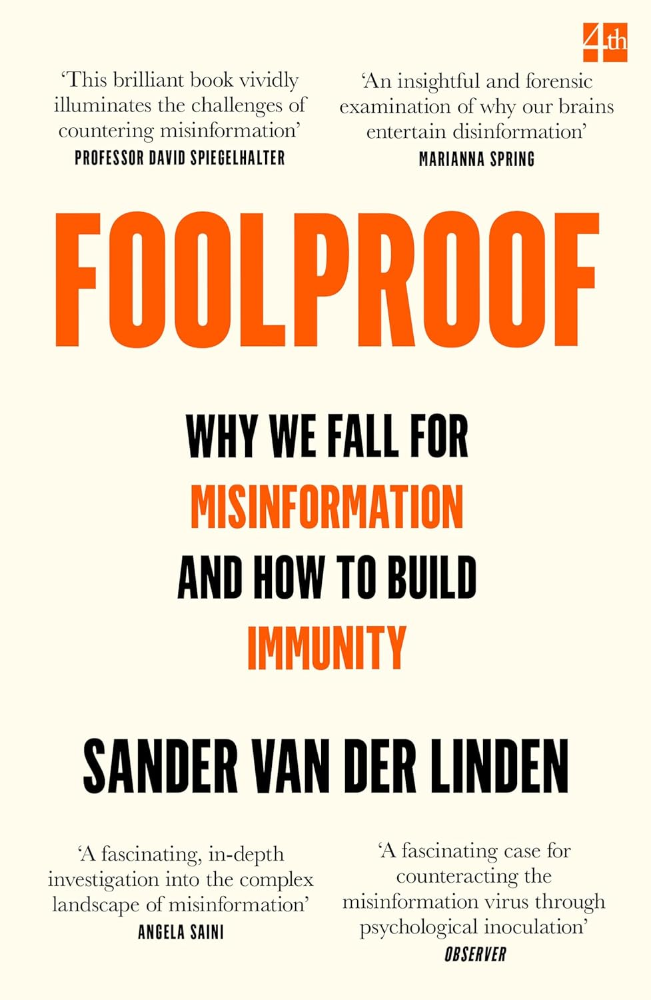 4th
‘This brilliant book vividly
illuminates the challenges of
countering misinformation’
PROFESSOR DAVID SPIEGELHALTER
‘An insightful and forensic
examination of why our brains
entertain disinformation’
MARIANNA SPRING
FOOLPROOF
WHY WE FALL FOR
MISINFORMATION
AND HOW TO BUILD
IMMUNITY
SANDER VAN DER LINDEN
‘A fascinating, in-depth
investigation into the complex
landscape of misinformation’
ANGELA SAINI
‘A fascinating case for
counteracting the
misinformation virus through
psychological inoculation’
OBSERVER